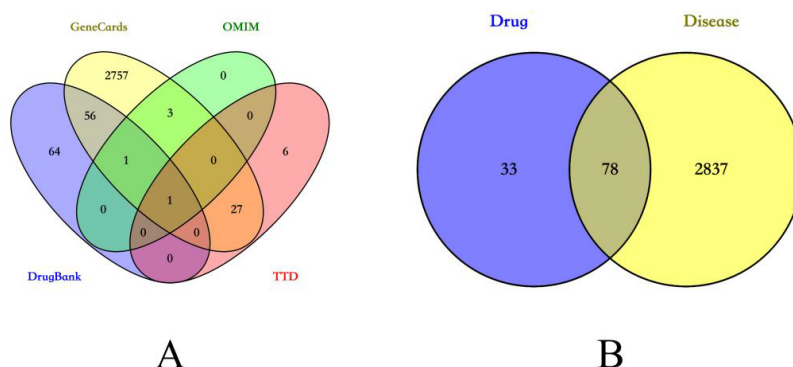 GeneCards OMIM
2757 0
56 3 0
64 1 0 6
0 1 27
0 0
0
DrugBank TTD
A
Drug Disease
33 78 2837
B